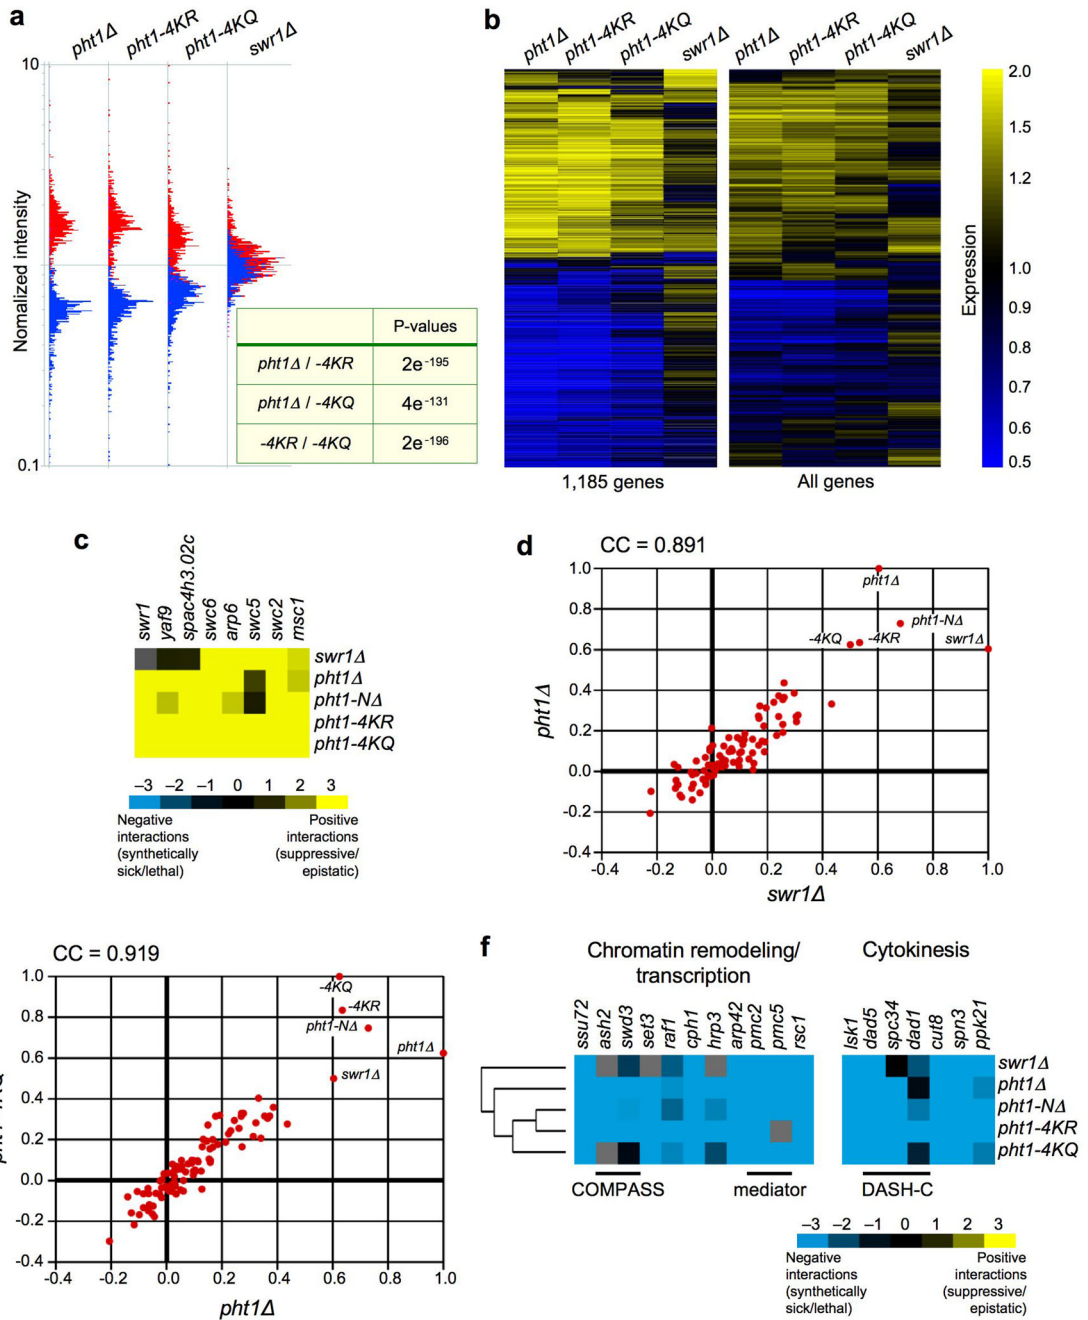 a
pht1Δ pht1-4KR pht1-4KQ swr1Δ
10
Nomalized intensity
0.1
P-values
pht1Δ / -4KR 2e-195
pht1Δ / -4KQ 4e-131
-4KR / -4KQ 2e-196
b
pht1Δ pht1-4KR pht1-4KQ swr1Δ
pht1Δ pht1-4KR pht1-4KQ swr1Δ
1,185 genes
All genes
2.0
1.5
1.2
1.0
0.9
0.8
0.7
0.6
0.5
Expression
c
swr1 yaf9 spac4h3.02c swc6 arp6 swc5 swc2 msc1
swr1Δ
pht1Δ
pht1-NΔ
pht1-4KR
pht1-4KQ
–3 –2 –1 0 1 2 3
Negative
interactions
(synthetically
sick/lethal)
Positive
interactions
(suppressive/
epistatic)
d
CC = 0.891
1.0
0.8
0.6
0.4
0.2
0.0
-0.2
-0.4
pht1Δ
pht1Δ
pht1-NΔ
-4KQ
-4KR
swr1Δ
-0.4 -0.2 0.0 0.2 0.4 0.6 0.8 1.0
swr1Δ
CC = 0.919
1.0
0.8
0.6
0.4
0.2
0.0
-0.2
-0.4
-4KQ
-4KR
pht1-NΔ
pht1Δ
swr1Δ
-0.4 -0.2 0.0 0.2 0.4 0.6 0.8 1.0
pht1Δ
f
Chromatin remodeling/
transcription
Cytokinesis
ssu72 ash2 swd3 set3 raf1 cph1 hrp3 arp42 pmc2 pmc5 rsc1
lsk1 dad5 spc34 dad1 cut8 spn3 ppk21
swr1Δ
pht1Δ
pht1-NΔ
pht1-4KR
pht1-4KQ
COMPASS
mediator
DASH-C
–3 –2 –1 0 1 2 3
Negative
interactions
(synthetically
sick/lethal)
Positive
interactions
(suppressive/
epistatic)